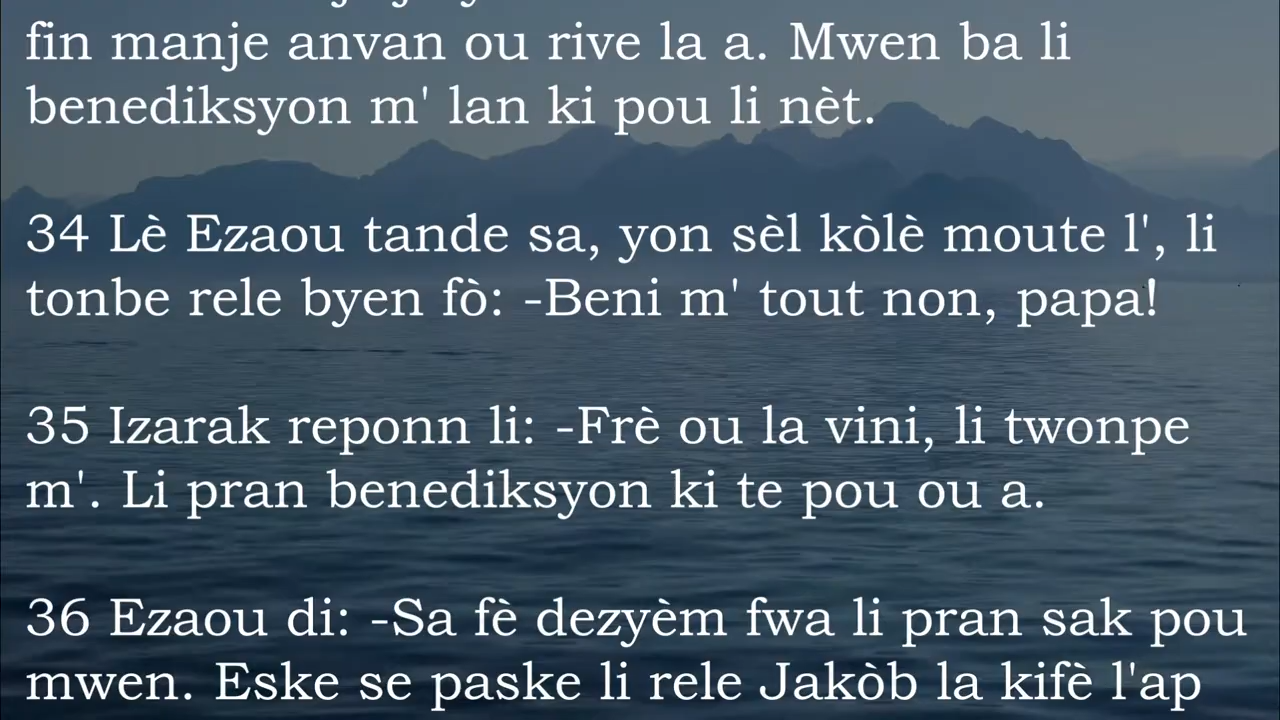 fin manje anvan ou rive la a. Mwen ba li
benediksyon m' lan ki pou li nèt.
34 Lè Ezaou tande sa, yon sèl kòlè moute l', li
tonbe rele byen fò: -Beni m' tout non, papa!
35 Izarak reponn li: -Frè ou la vini, li twonpe
m'. Li pran benediksyon ki te pou ou a.
36 Ezaou di: -Sa fè dezyèm fwa li pran sak pou
mwen. Eske se paske li rele Jakòb la kifè l'ap